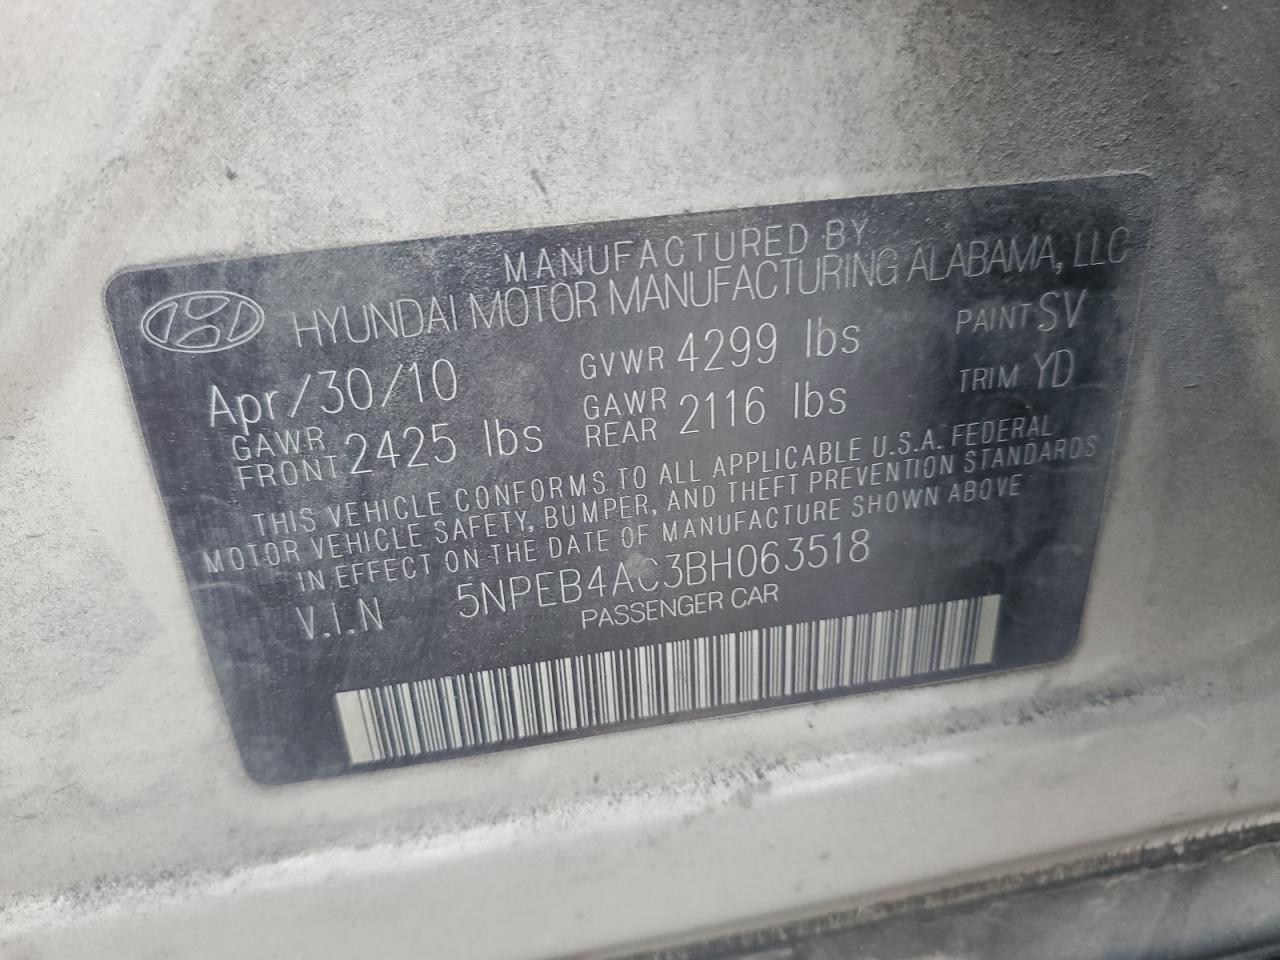 MANUFACTURED BY
HYUNDAI MOTOR MANUFACTURING ALABAMA, LLC
Apr/30/10 GVWR 4299 lbs PAINT SV
GAWR FRONT 2425 lbs GAWR REAR 2116 lbs TRIM YD
THIS VEHICLE CONFORMS TO ALL APPLICABLE U.S.A. FEDERAL
MOTOR VEHICLE SAFETY, BUMPER, AND THEFT PREVENTION STANDARDS
IN EFFECT ON THE DATE OF MANUFACTURE SHOWN ABOVE
V.I.N 5NPEB4AC3BH063518
PASSENGER CAR